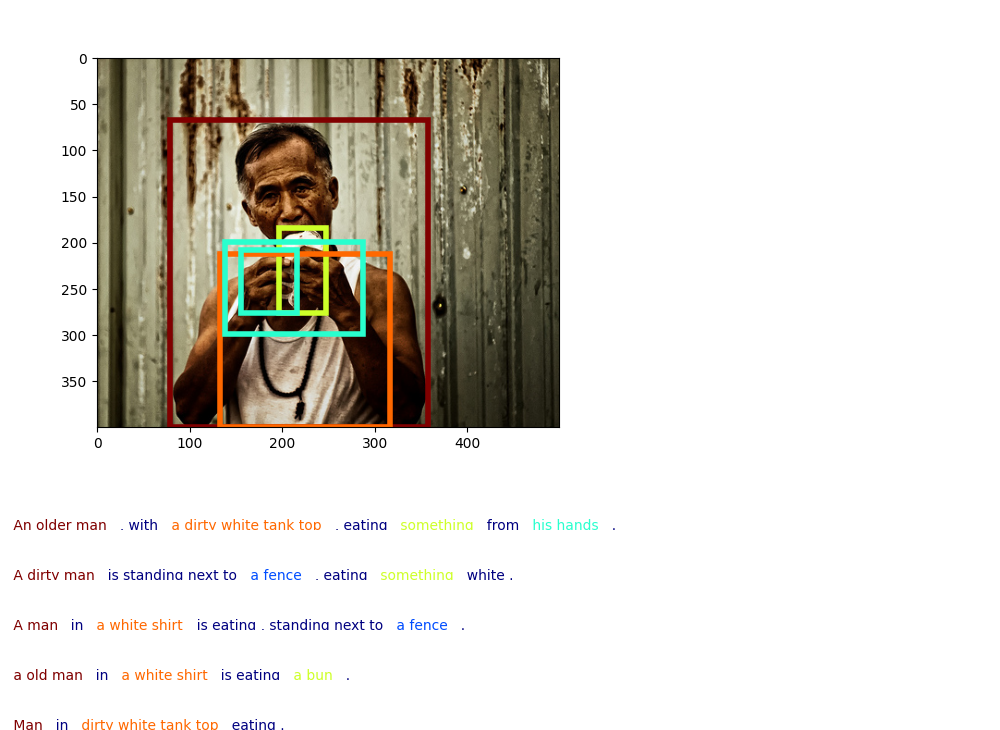 0
50
100
150
200
250
300
350
0 100 200 300 400
An older man , with a dirty white tank top , eating something from his hands .
A dirty man is standing next to a fence , eating something white .
A man in a white shirt is eating , standing next to a fence .
a old man in a white shirt is eating a bun .
Man in dirty white tank top eating .